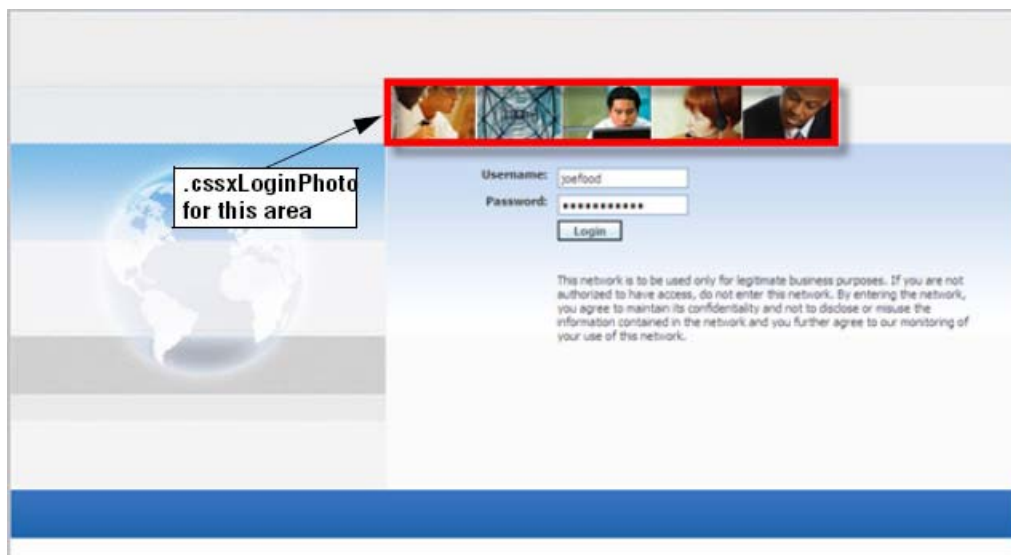 .cssxLoginPhoto
for this area
Username: joefood
Password: •••••••••••
Login
This network is to be used only for legitimate business purposes. If you are not
authorized to have access, do not enter this network. By entering the network,
you agree to maintain its confidentiality and not to disclose or misuse the
information contained in the network and you further agree to our monitoring of
your use of this network.